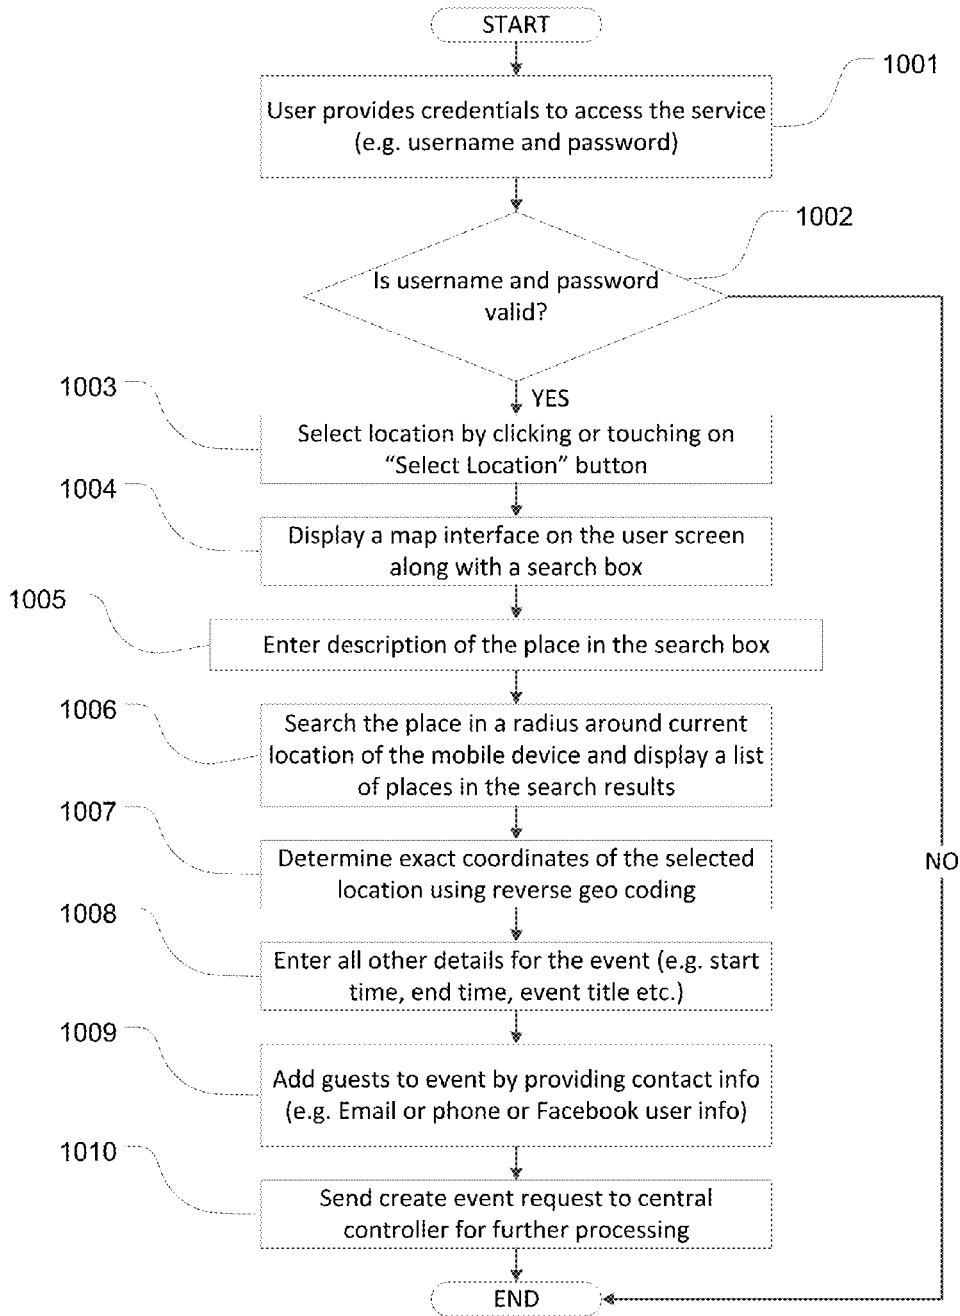 START
1001
User provides credentials to access the service
(e.g. username and password)
1002
Is username and password
valid?
1003
YES
Select location by clicking or touching on
“Select Location” button
1004
Display a map interface on the user screen
along with a search box
1005
Enter description of the place in the search box
1006
Search the place in a radius around current
location of the mobile device and display a list
of places in the search results
1007
Determine exact coordinates of the selected
location using reverse geo coding
NO
1008
Enter all other details for the event (e.g. start
time, end time, event title etc.)
1009
Add guests to event by providing contact info
(e.g. Email or phone or Facebook user info)
1010
Send create event request to central
controller for further processing
END